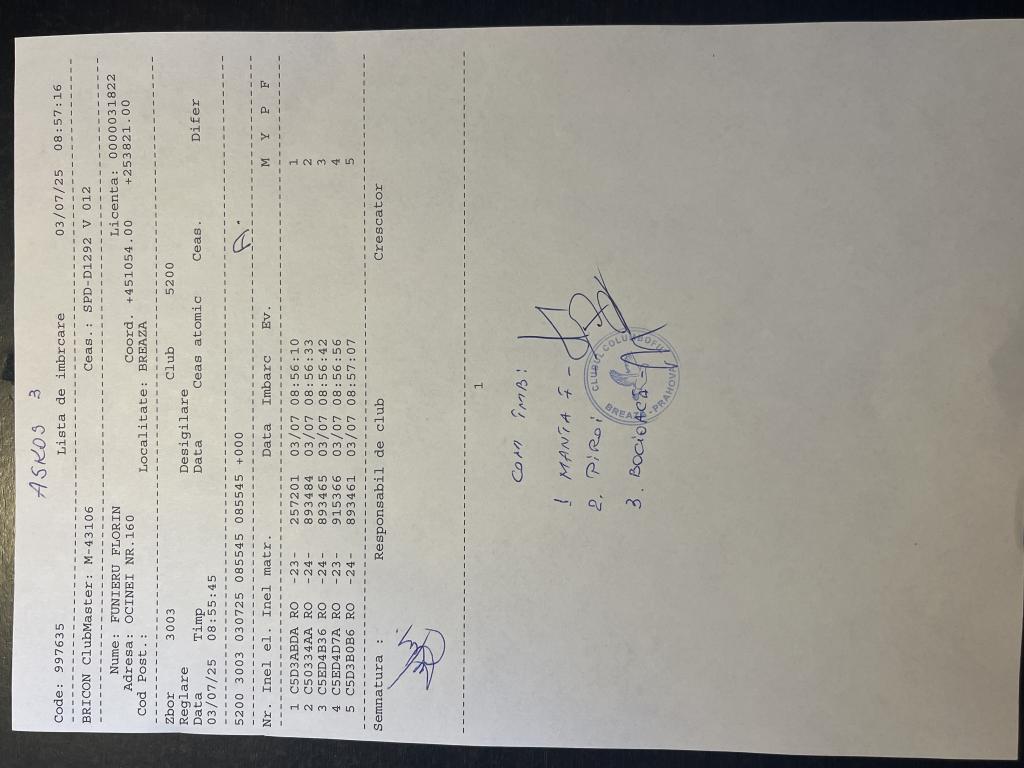 ASKOS 3
Code: 997635 Lista de imbrcare 03/07/25 08:57:16
BRICON ClubMaster: M-43106 Ceas.: SPD-D1292 V 012
Nume: FUNIERU FLORIN Licenta: 0000031822
Adresa: OCINEI NR.160 Coord. +451054.00 +253821.00
Cod Post.: Localitate: BREAZA
Zbor 3003 Club 5200
Reglare Desigilare
Data Timp Data Ceas atomic Ceas. Difer
03/07/25 08:55:45
5200 3003 030725 085545 085545 +000
Nr. Inel el. Inel matr. Data Imbarc Ev. M Y P F
1 C5D3ABDA RO -23- 257201 03/07 08:56:10 1
2 C50334AA RO -24- 893484 03/07 08:56:33 2
3 C5ED4B36 RO -24- 893465 03/07 08:56:42 3
4 C5ED4D7A RO -23- 915366 03/07 08:56:56 4
5 C5D3B0B6 RO -24- 893461 03/07 08:57:07 5
Semnatura : Responsabil de club Crescator
1
COM ÎMB:
1 MANTA F -
2. PIROI
3. BOCIOACA -
CLUBUL COLUMBOFIL
BREAZA - PRAHOVA